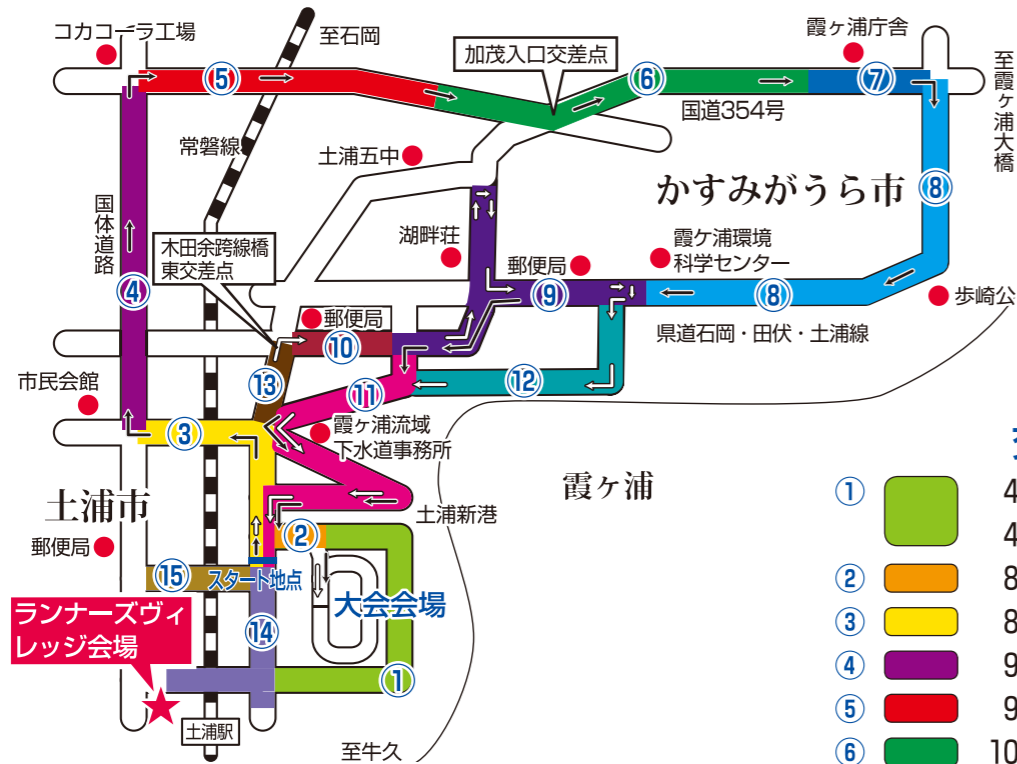 コカコーラ工場
至石岡
加茂入口交差点
霞ヶ浦庁舎
至霞ヶ浦大橋
⑤
⑥
⑦
国道354号
常磐線
土浦五中
かすみがうら市
⑧
国体道路
木田余跨線橋
東交差点
湖畔荘
郵便局
霞ケ浦環境
科学センター
④
⑨
⑧
歩崎公
郵便局
⑩
県道石岡・田伏・土浦線
市民会館
⑬
⑪
⑫
③
霞ヶ浦流域
下水道事務所
土浦市
霞ヶ浦
土浦新港
郵便局
②
⑮
スタート地点
大会会場
ランナーズヴィ
レッジ会場
⑭
①
土浦駅
至牛久
① 4
4
② 8
③ 8
④ 9
⑤ 9
⑥ 10